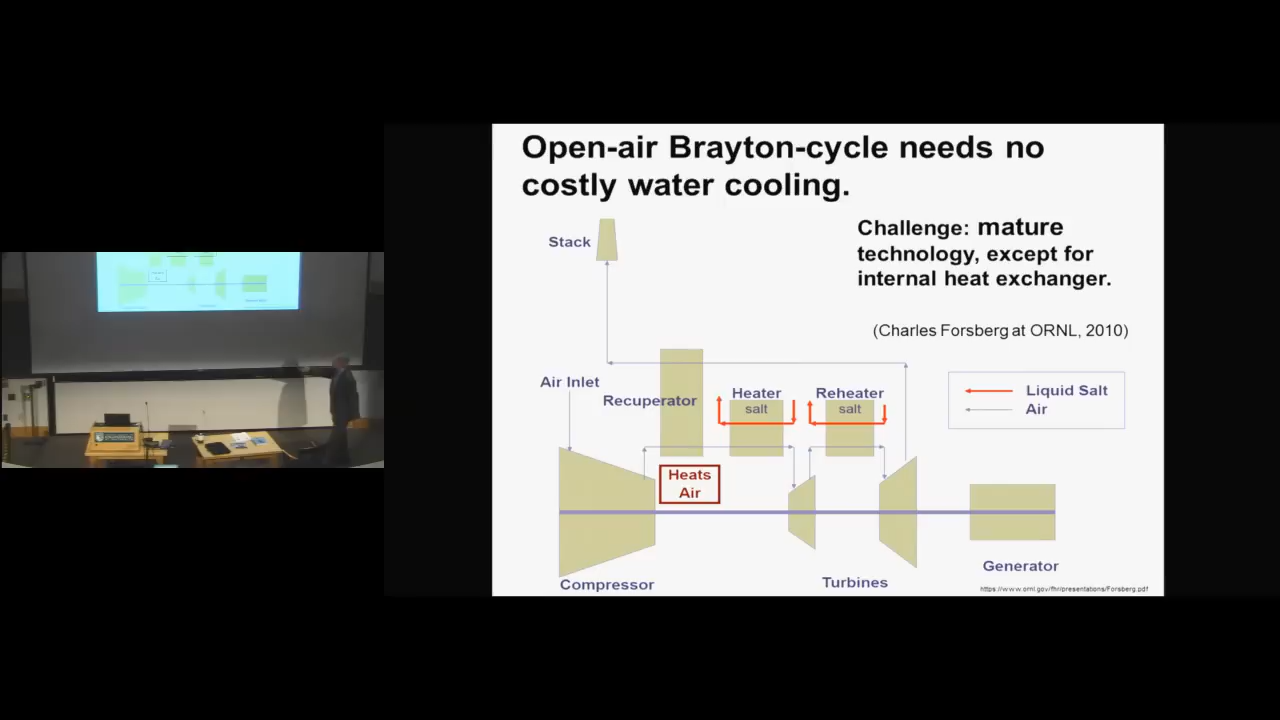 Open-air Brayton-cycle needs no
costly water cooling.
Stack
Challenge: mature
technology, except for
internal heat exchanger.
(Charles Forsberg at ORNL, 2010)
Air Inlet
Recuperator
Heater
salt
Reheater
salt
Liquid Salt
Air
Heats
Air
Compressor
Turbines
Generator
https://www.ornl.gov/fhr/presentations/Forsberg.pdf